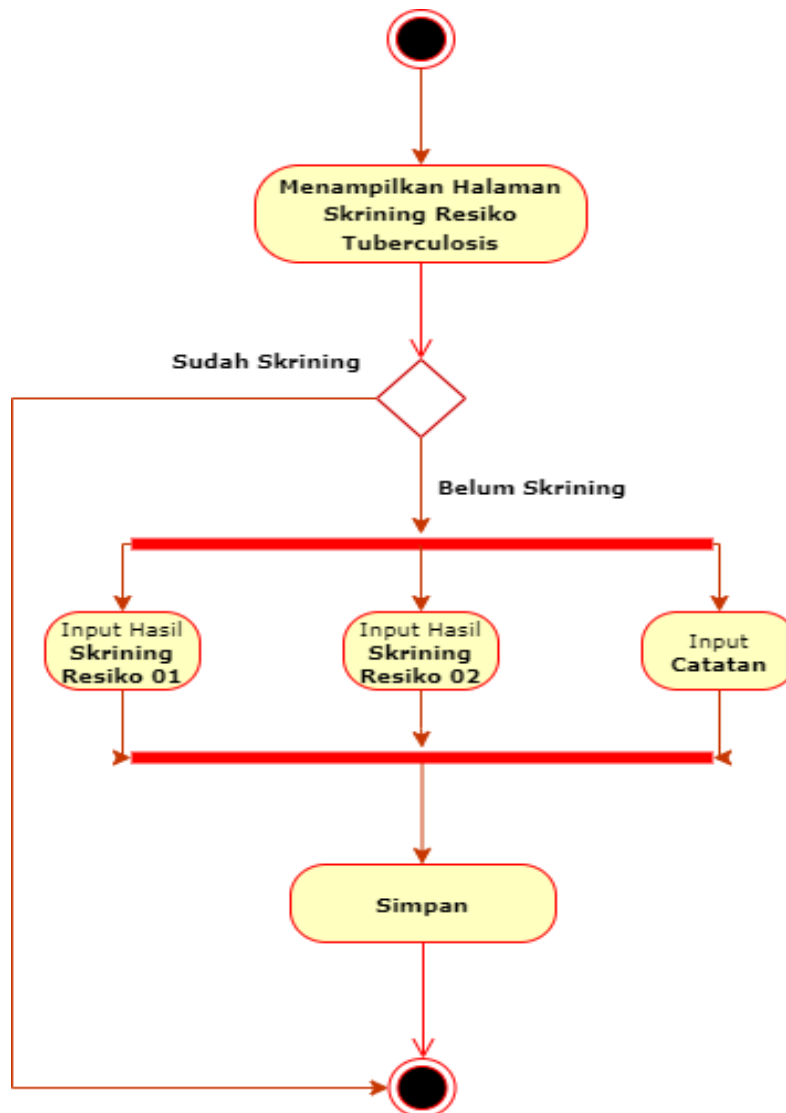 Menampilkan Halaman
Skrining Resiko
Tuberculosis
Sudah Skrining
Belum Skrining
Input Hasil
Skrining
Resiko 01
Input Hasil
Skrining
Resiko 02
Input
Catatan
Simpan